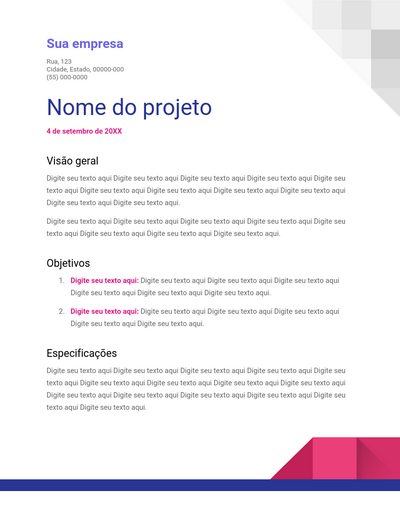 Sua empresa
Rua, 123
Cidade, Estado, 00000-000
(55) 000-0000
Nome do projeto
4 de setembro de 20XX
Visão geral
Digite seu texto aqui Digite seu texto aqui Digite seu texto aqui Digite seu texto aqui Digite seu
texto aqui Digite seu texto aqui Digite seu texto aqui Digite seu texto aqui Digite seu texto aqui
Digite seu texto aqui Digite seu texto aqui.
Digite seu texto aqui Digite seu texto aqui Digite seu texto aqui Digite seu texto aqui Digite seu
texto aqui Digite seu texto aqui Digite seu texto aqui Digite seu texto aqui.
Objetivos
1. Digite seu texto aqui: Digite seu texto aqui Digite seu texto aqui Digite seu texto aqui
Digite seu texto aqui Digite seu texto aqui Digite seu texto aqui.
2. Digite seu texto aqui: Digite seu texto aqui Digite seu texto aqui Digite seu texto aqui
Digite seu texto aqui Digite seu texto aqui.
Especificações
Digite seu texto aqui Digite seu texto aqui Digite seu texto aqui Digite seu texto aqui Digite seu
texto aqui Digite seu texto aqui Digite seu texto aqui Digite seu texto aqui Digite seu texto aqui
Digite seu texto aqui Digite seu texto aqui Digite seu texto aqui Digite seu texto aqui Digite seu
texto aqui Digite seu texto aqui.